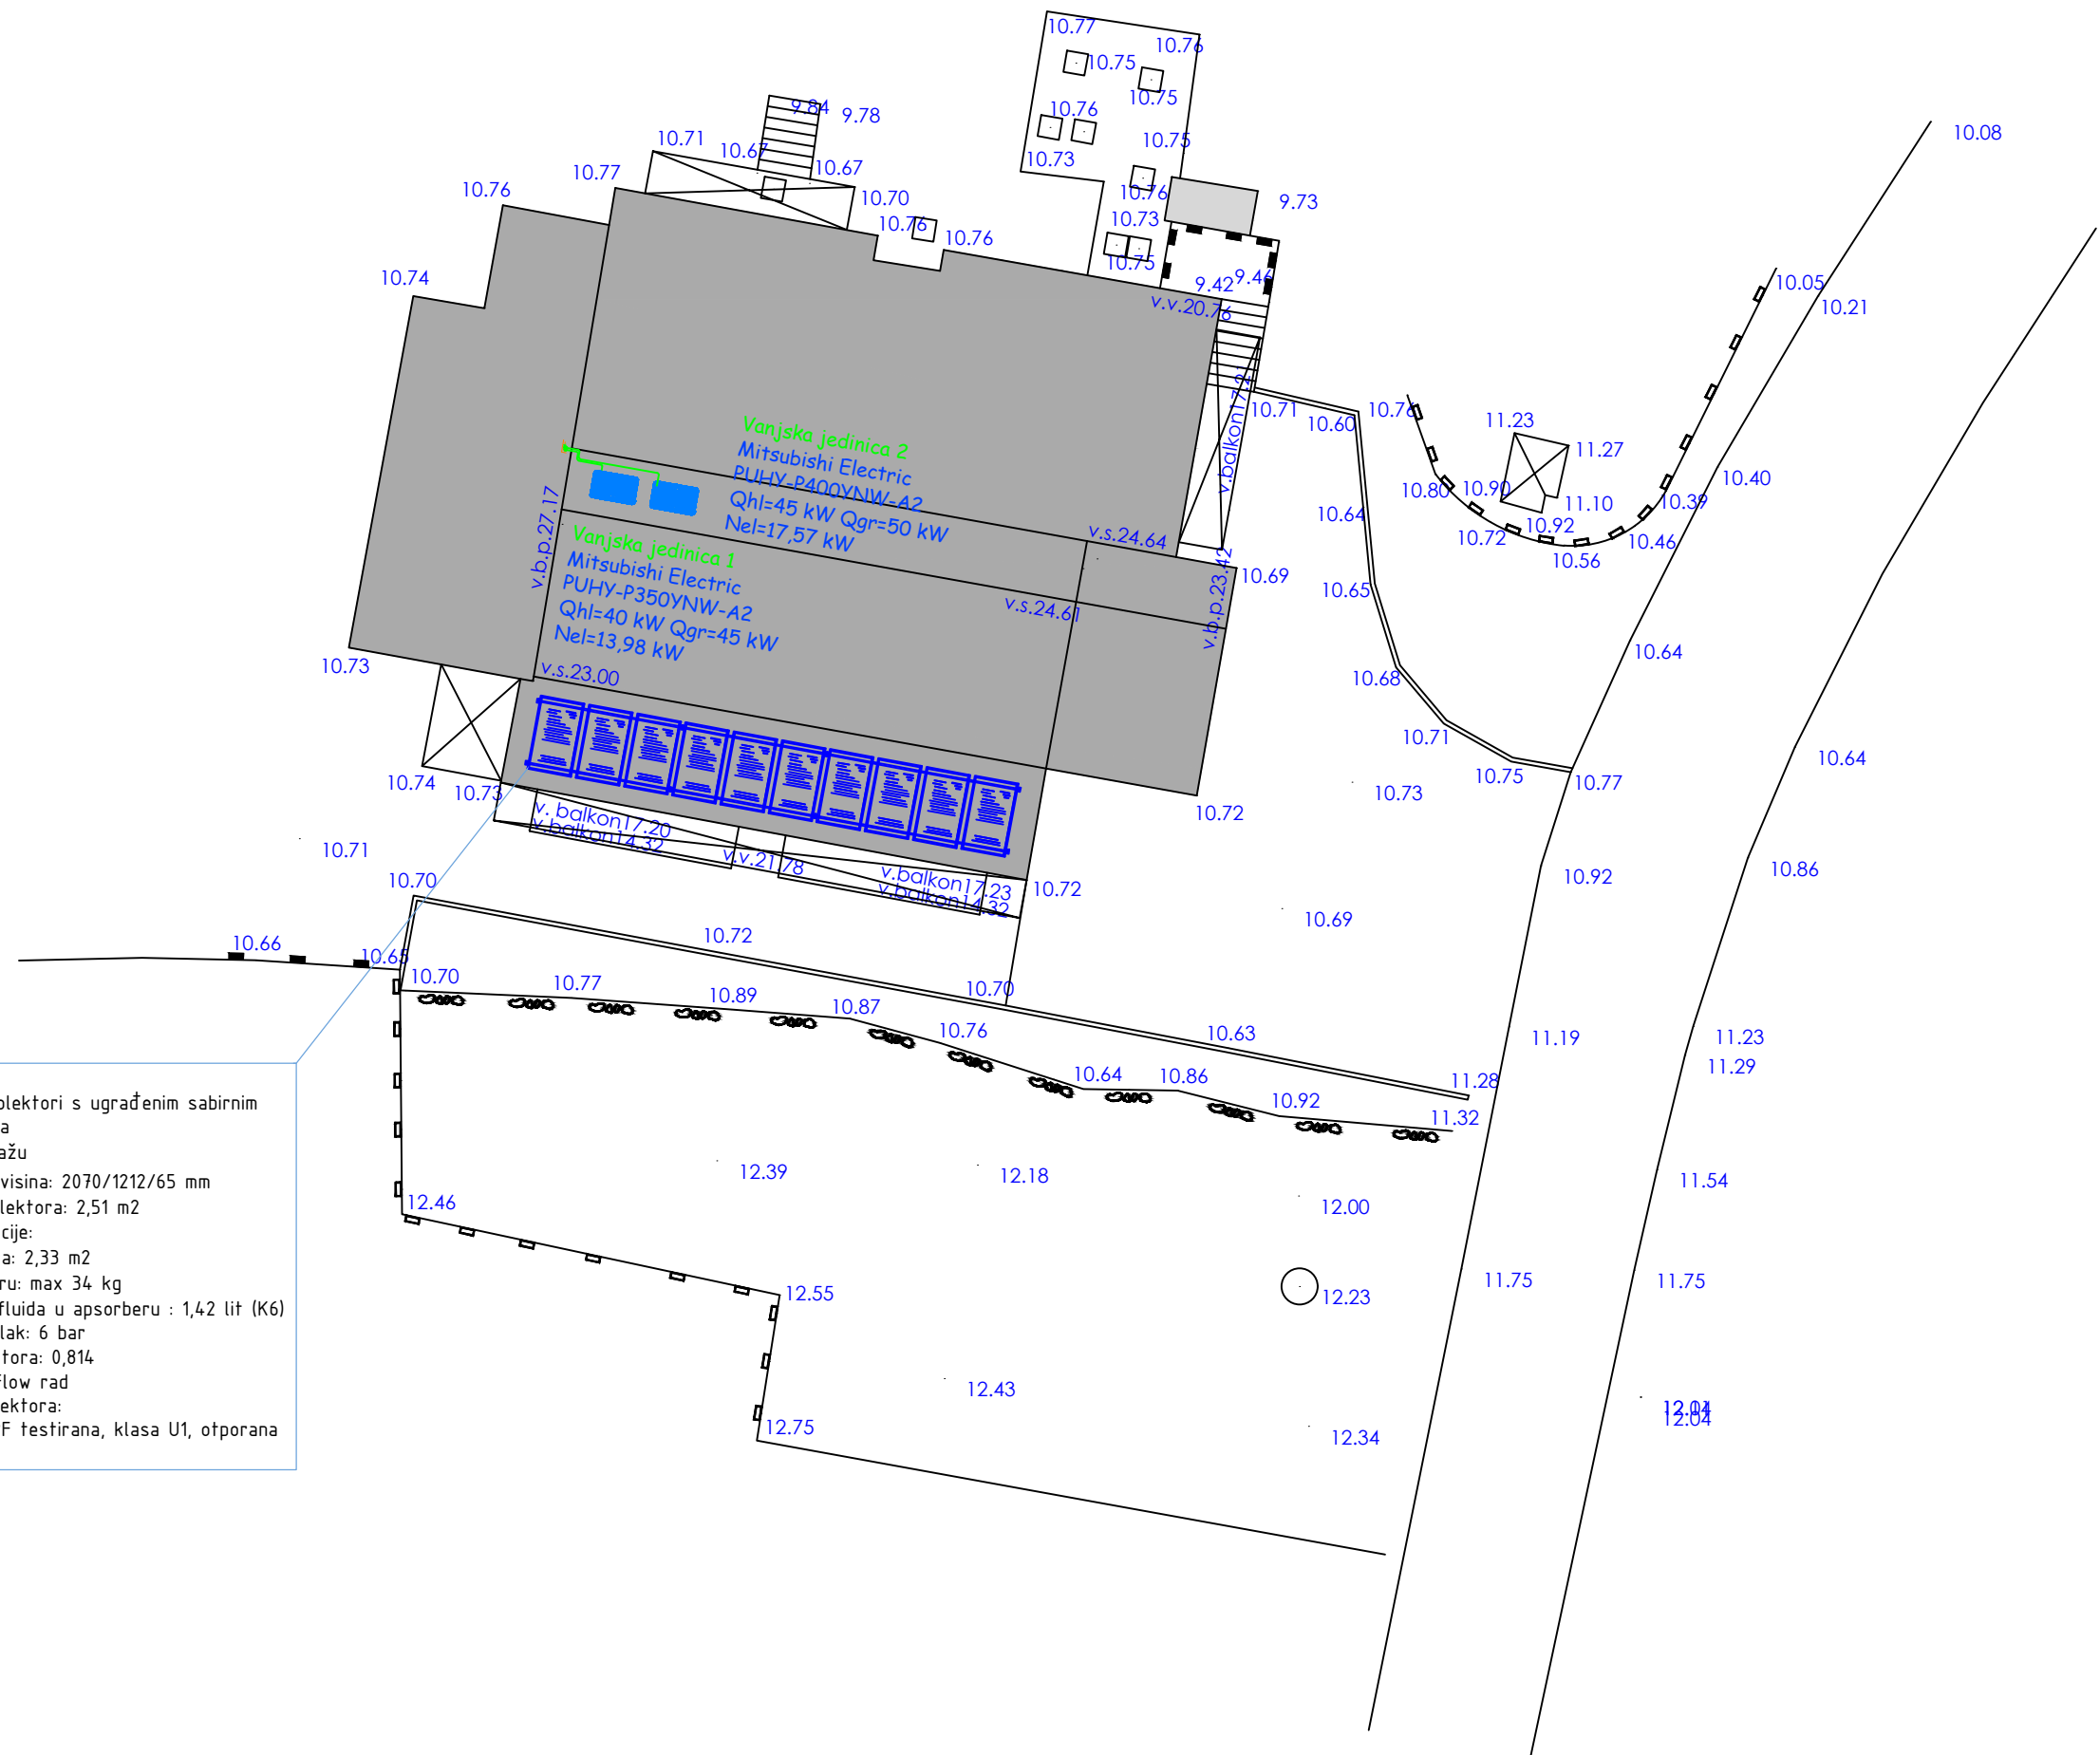 10.77
10.76
10.75
10.75
10.76
10.75
10.73
10.76
10.73
10.75
9.73
9.84
9.78
10.71
10.67
10.67
10.77
10.76
10.70
10.76
10.76
10.74
9.42
9.46
v.v.20.76
10.08
10.05
10.21
v.balkon17.21
10.71
10.60
10.76
11.23
11.27
10.40
10.80
10.90
11.10
10.39
10.64
10.92
10.72
10.46
10.56
Vanjska jedinica 2
Mitsubishi Electric
PUHY-P400YNW-A2
Qhl=45 kW Qgr=50 kW
Nel=17,57 kW
v.b.p.27.17
v.s.24.64
Vanjska jedinica 1
Mitsubishi Electric
PUHY-P350YNW-A2
Qhl=40 kW Qgr=45 kW
Nel=13,98 kW
v.s.24.61
v.b.p.23.42
10.69
10.65
10.64
10.73
v.s.23.00
10.68
10.71
10.64
10.75
10.77
10.74
10.73
10.73
10.72
v. balkon17.20
v.balkon14.32
v.v.21.78
v.balkon17.23
v.balkon14.32
10.72
10.71
10.70
10.92
10.86
10.69
10.66
10.65
10.72
10.70
10.77
10.89
10.87
10.70
10.76
10.63
11.19
11.23
11.29
10.64
10.86
11.28
10.92
11.32
olektori s ugrađenim sabirnim
a
ažu
visina: 2070/1212/65 mm
lektora: 2,51 m2
cije:
a: 2,33 m2
ru: max 34 kg
fluida u apsorberu : 1,42 lit (K6)
lak: 6 bar
tora: 0,814
flow rad
ektora:
F testirana, klasa U1, otporana
12.39
12.18
11.54
12.46
12.00
12.55
11.75
11.75
12.23
12.43
12.04
12.75
12.34